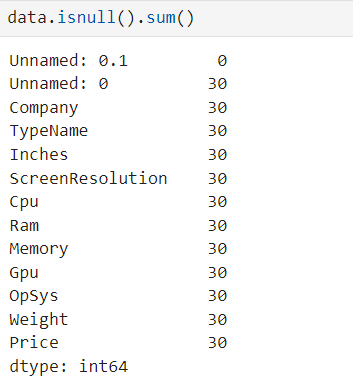 data.isnull().sum()
Unnamed: 0.1 0
Unnamed: 0 30
Company 30
TypeName 30
Inches 30
ScreenResolution 30
Cpu 30
Ram 30
Memory 30
Gpu 30
OpSys 30
Weight 30
Price 30
dtype: int64